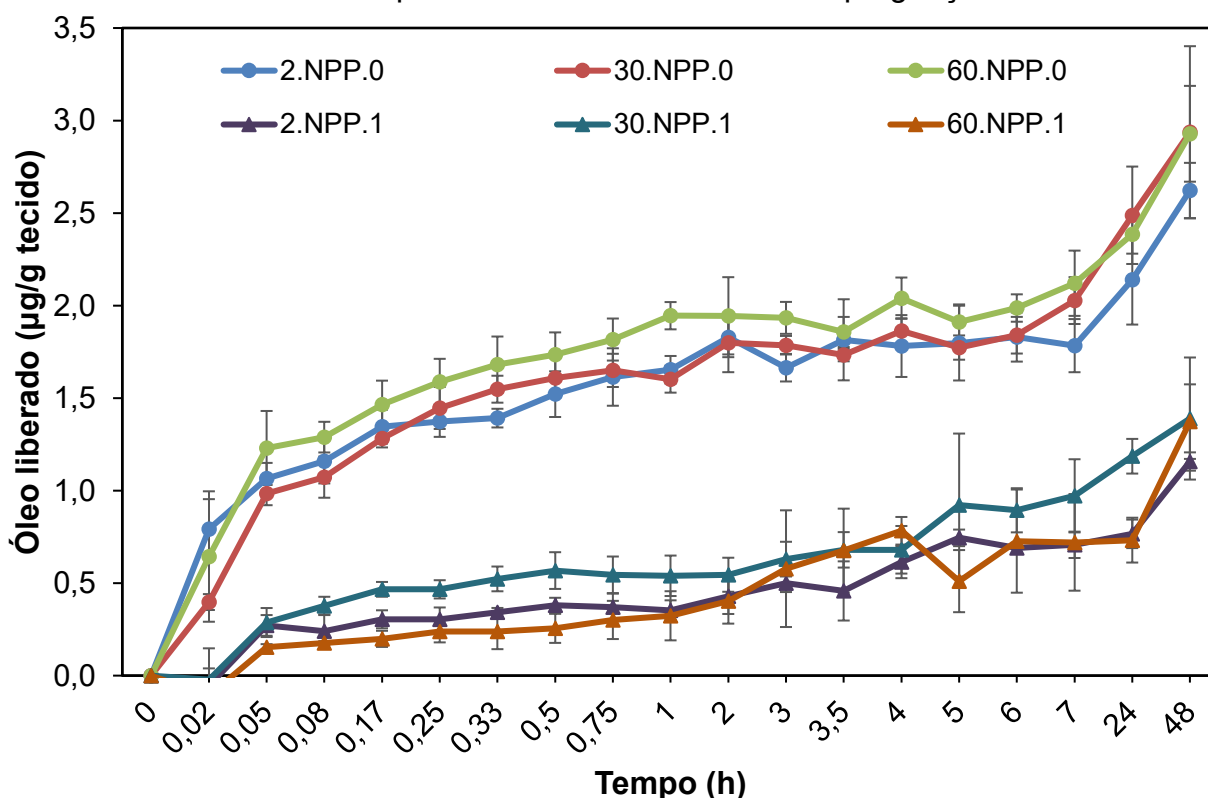 3,5
3,0
2,5
2,0
1,5
1,0
0,5
0,0
Óleo liberado (µg/g tecido)
2.NPP.0 30.NPP.0 60.NPP.0
2.NPP.1 30.NPP.1 60.NPP.1
0 0,02 0,05 0,08 0,17 0,25 0,33 0,5 0,75 1 2 3 3,5 4 5 6 7 24 48
Tempo (h)